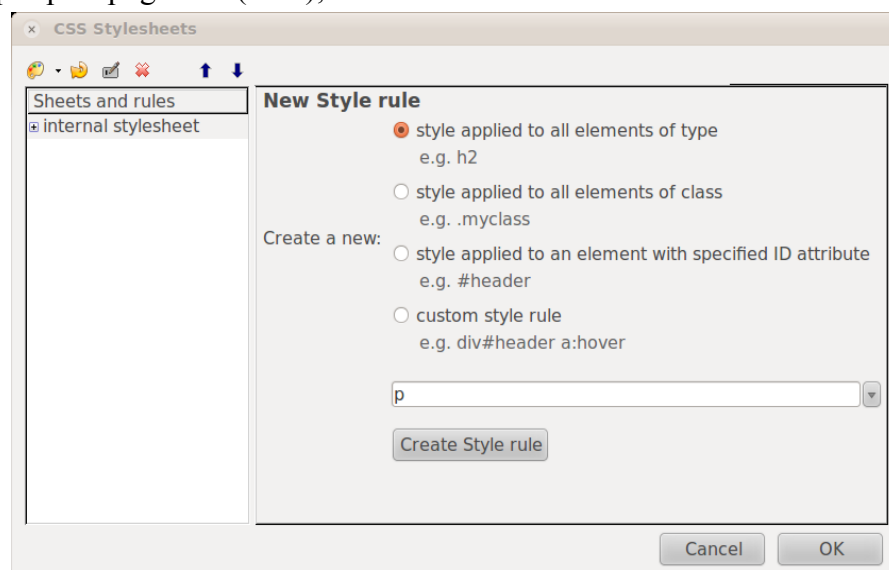 CSS Stylesheets
Sheets and rules
internal stylesheet
New Style rule
Create a new:
style applied to all elements of type
e.g. h2
style applied to all elements of class
e.g. .myclass
style applied to an element with specified ID attribute
e.g. #header
custom style rule
e.g. div#header a:hover
p
Create Style rule
Cancel
OK